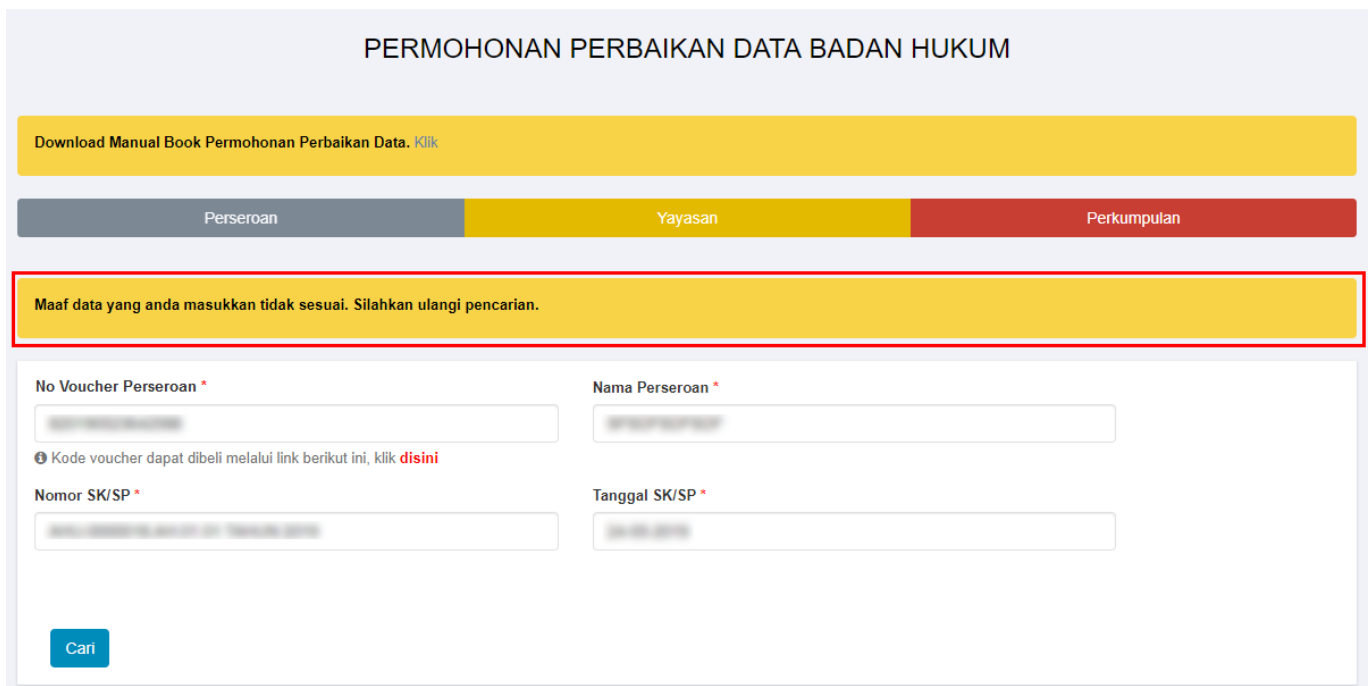 PERMOHONAN PERBAIKAN DATA BADAN HUKUM
Download Manual Book Permohonan Perbaikan Data. Klik
Perseroan Yayasan Perkumpulan
Maaf data yang anda masukkan tidak sesuai. Silahkan ulangi pencarian.
No Voucher Perseroan * Nama Perseroan *
Kode voucher dapat dibeli melalui link berikut ini, klik disini
Nomor SK/SP * Tanggal SK/SP *
Cari